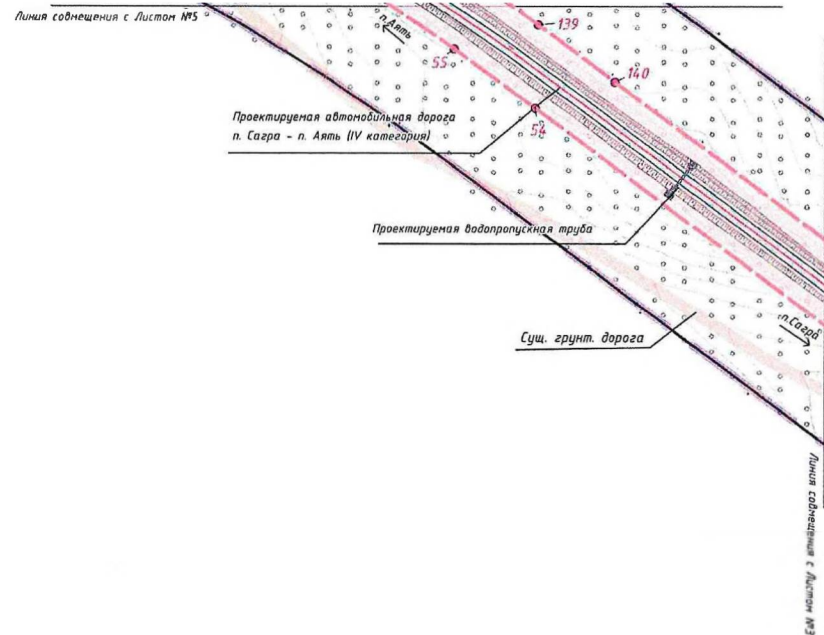 Линия совмещения с Листом №5
п.Аять
139
55
140
54
Проектируемая автомобильная дорога
п. Сагра - п. Аять (IV категория)
Проектируемая водопропускная труба
п.Сагра
Сущ. грунт. дорога
Линия совмещения с Листом №3